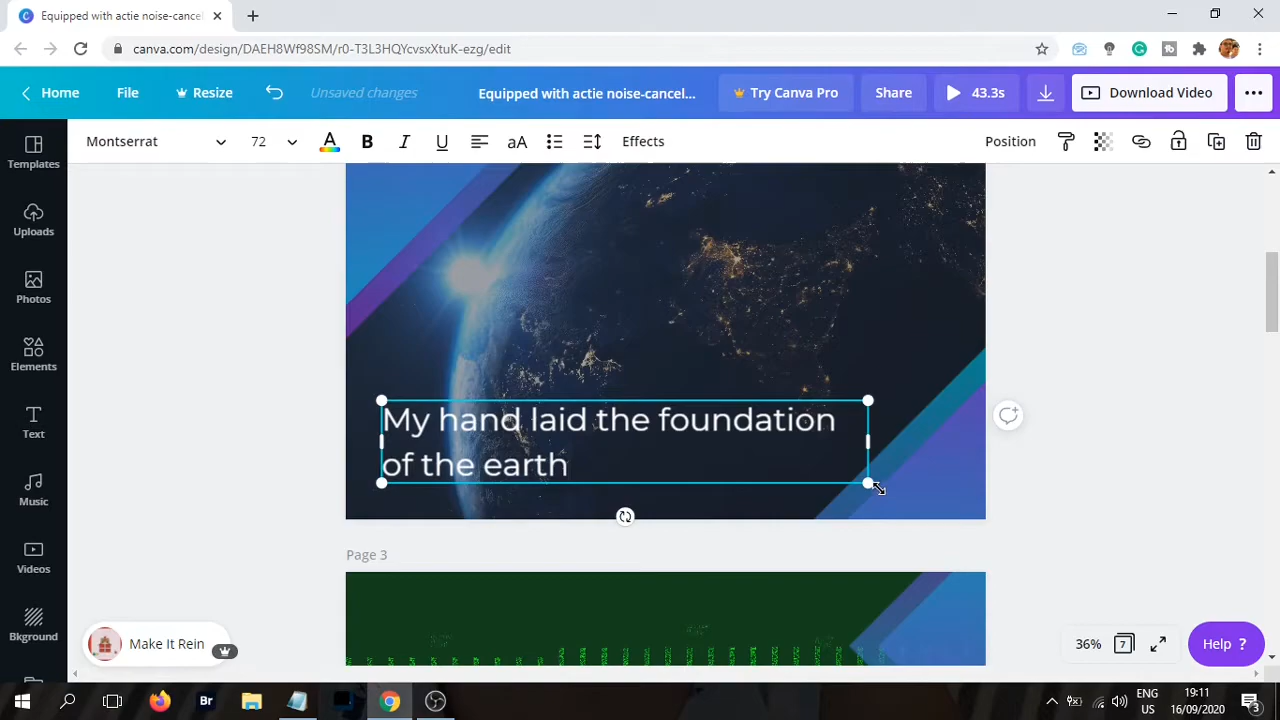 Equipped with actie noise-cancel
canva.com/design/DAEH8Wf98SM/r0-T3L3HQYcvsxXtuK-ezg/edit
Home File Resize Unsaved changes Equipped with actie noise-cancel... Try Canva Pro Share 43.3s Download Video
Montserrat 72 A B I U aA Effects Position
Templates
Uploads
Photos
Elements
Text
Music
Videos
Bkground
My hand laid the foundation
of the earth
Page 3
Make It Rein
36% 7 Help ?
Br
ENG 19:11
US 16/09/2020 3